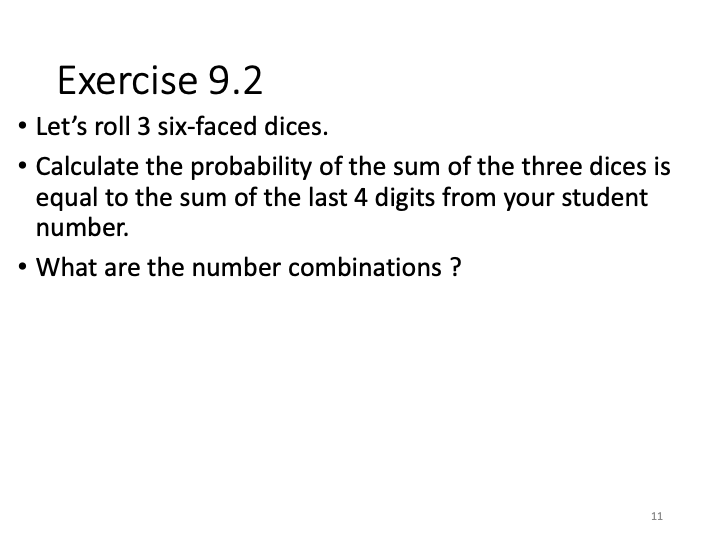 Exercise 9.2
• Let’s roll 3 six-faced dices.
• Calculate the probability of the sum of the three dices is
equal to the sum of the last 4 digits from your student
number.
• What are the number combinations ?
11